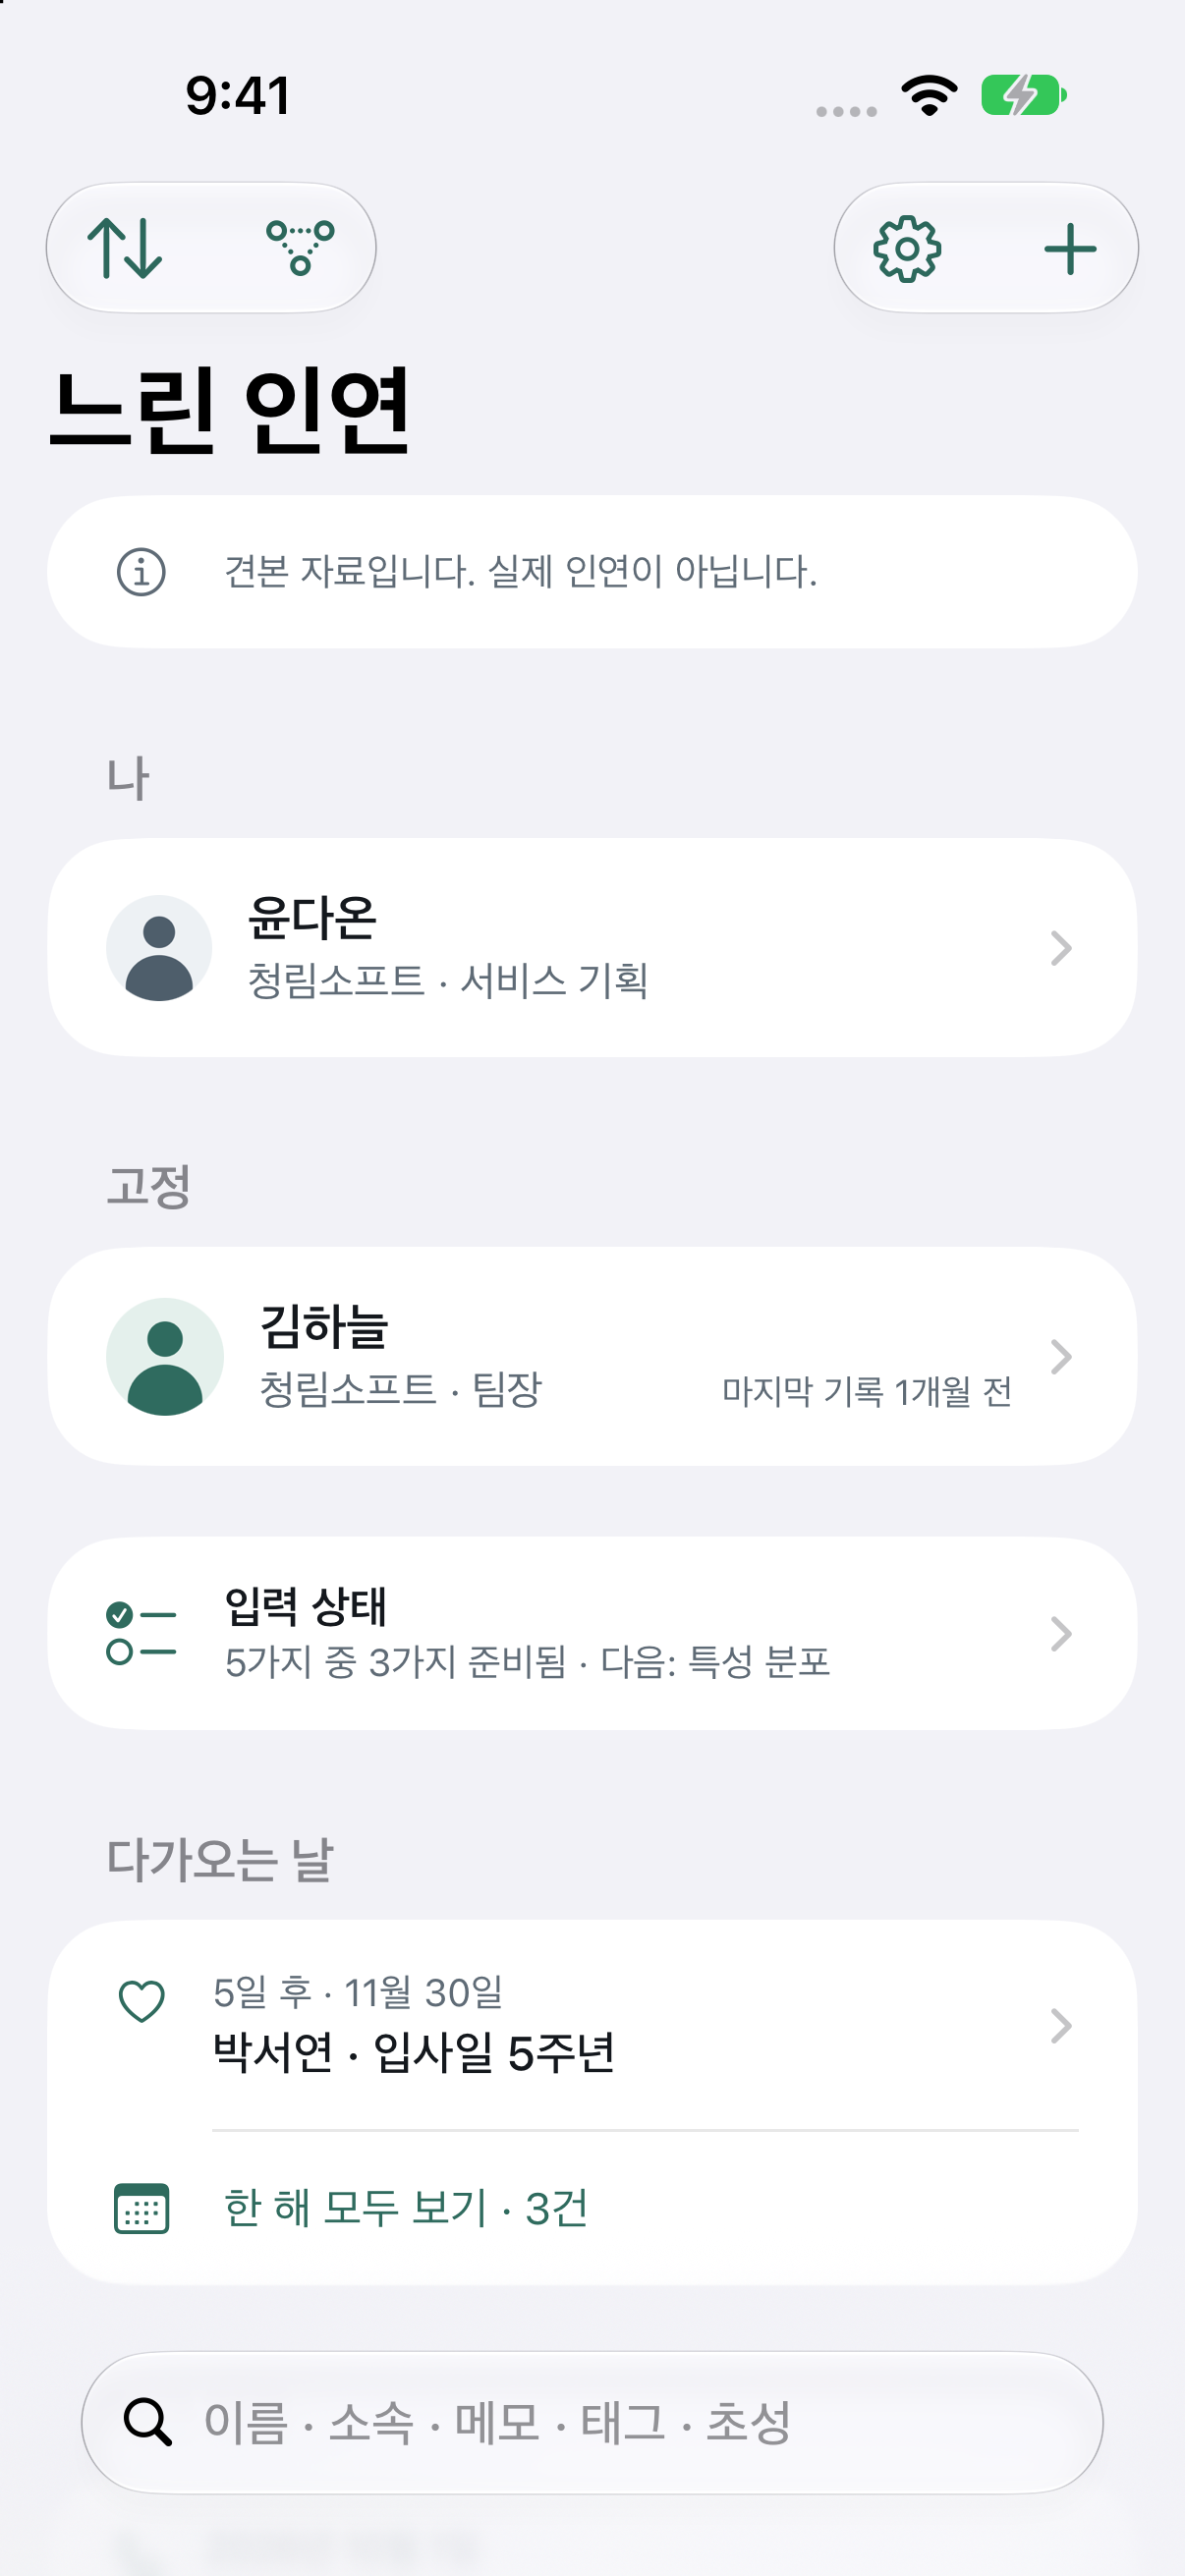 9:41
느린 인연
견본 자료입니다. 실제 인연이 아닙니다.
나
윤다온
청림소프트 · 서비스 기획
고정
김하늘
청림소프트 · 팀장
마지막 기록 1개월 전
입력 상태
5가지 중 3가지 준비됨 · 다음: 특성 분포
다가오는 날
5일 후 · 11월 30일
박서연 · 입사일 5주년
한 해 모두 보기 · 3건
이름 · 소속 · 메모 · 태그 · 초성